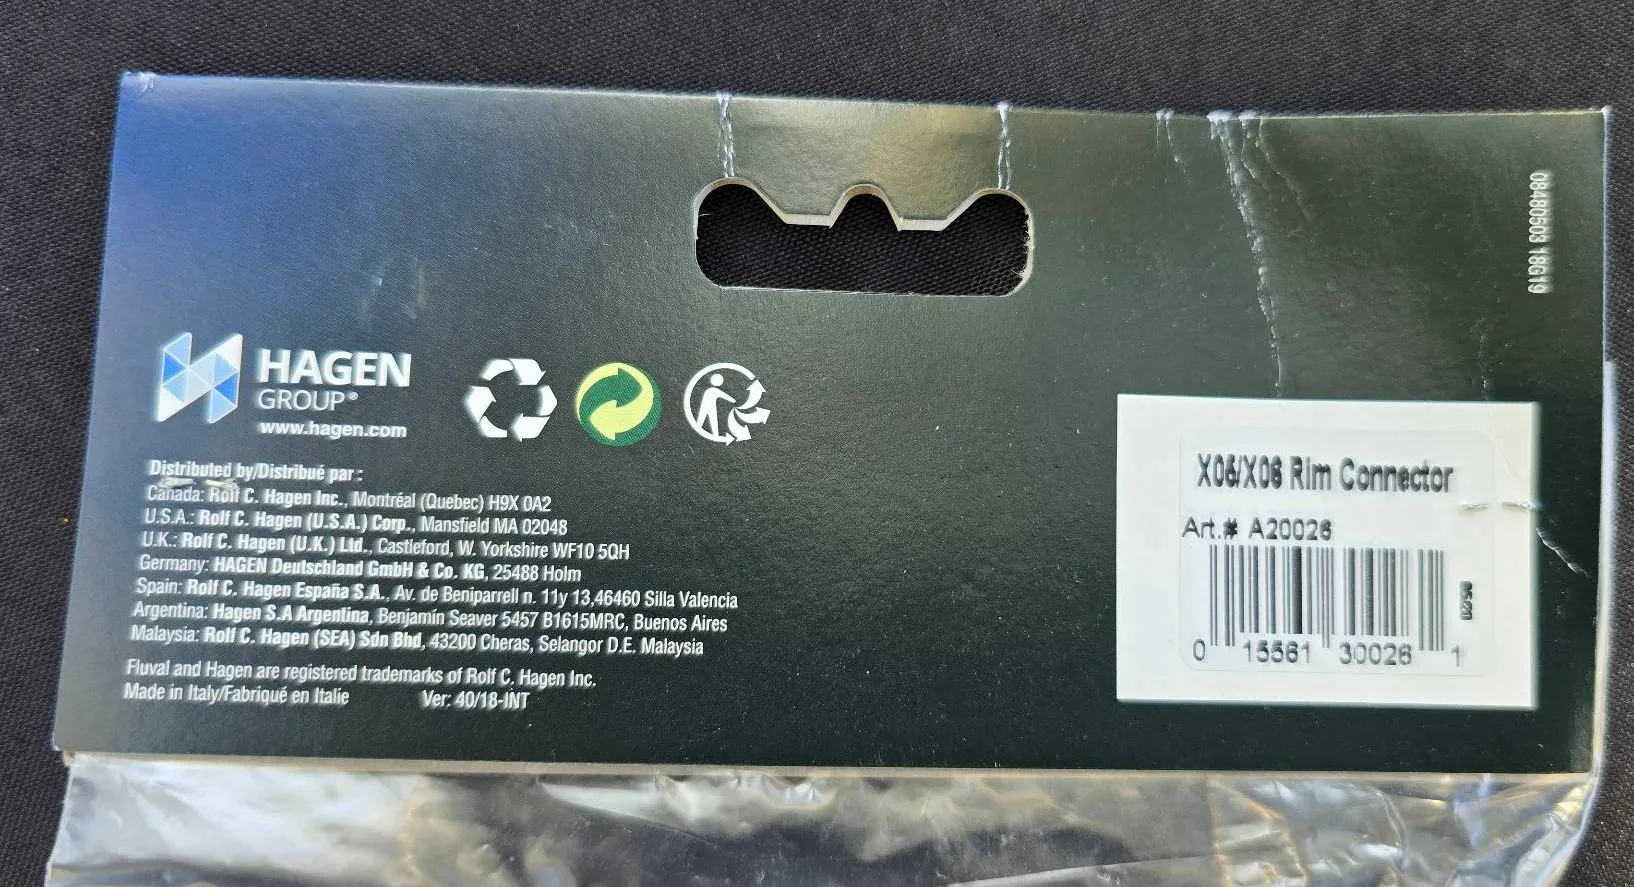 08480503 18G19
HAGEN
GROUP®
www.hagen.com
Distributed by/Distribué par :
Canada: Rolf C. Hagen Inc., Montréal (Quebec) H9X 0A2
U.S.A.: Rolf C. Hagen (U.S.A.) Corp., Mansfield MA 02048
U.K.: Rolf C. Hagen (U.K.) Ltd., Castleford, W. Yorkshire WF10 5QH
Germany: HAGEN Deutschland GmbH & Co. KG, 25488 Holm
Spain: Rolf C. Hagen España S.A., Av. de Beniparrell n. 11y 13,46460 Silla Valencia
Argentina: Hagen S.A Argentina, Benjamín Seaver 5457 B1615MRC, Buenos Aires
Malaysia: Rolf C. Hagen (SEA) Sdn Bhd, 43200 Cheras, Selangor D.E. Malaysia
Fluval and Hagen are registered trademarks of Rolf C. Hagen Inc.
Made in Italy/Fabriqué en Italie Ver: 40/18-INT
X05/X06 Rim Connector
Art.# A20026
0 15561 30026 1